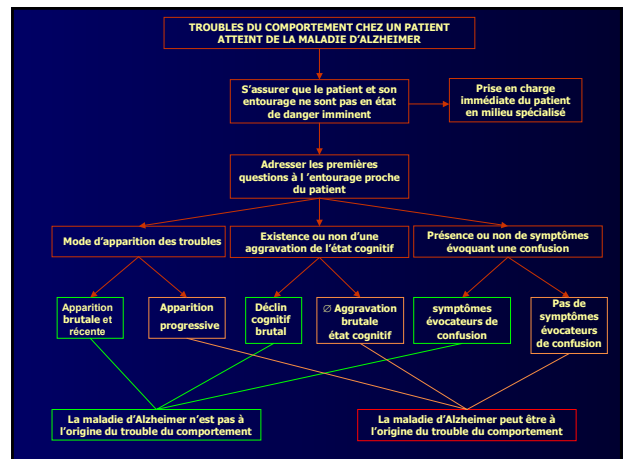 TROUBLES DU COMPORTEMENT CHEZ UN PATIENT
ATTEINT DE LA MALADIE D'ALZHEIMER
S'assurer que le patient et son
entourage ne sont pas en état
de danger imminent
Prise en charge
immédiate du patient
en milieu spécialisé
Adresser les premières
questions à l 'entourage proche
du patient
Mode d'apparition des troubles
Existence ou non d'une
aggravation de l'état cognitif
Présence ou non de symptômes
évoquant une confusion
Apparition
brutale et
récente
Apparition
progressive
Déclin
cognitif
brutal
∅ Aggravation
brutale
état cognitif
symptômes
évocateurs de
confusion
Pas de
symptômes
évocateurs
de confusion
La maladie d'Alzheimer n'est pas à
l'origine du trouble du comportement
La maladie d'Alzheimer peut être à
l'origine du trouble du comportement